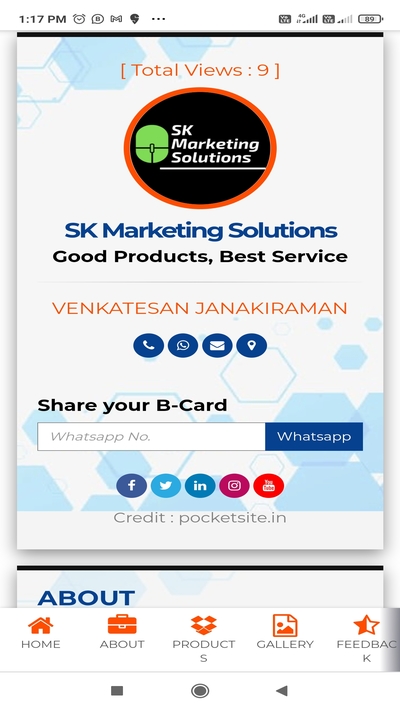 1:17 PM
4G
89
[ Total Views : 9 ]
SK
Marketing
Solutions
SK Marketing Solutions
Good Products, Best Service
VENKATESAN JANAKIRAMAN
Share your B-Card
Whatsapp No.
Whatsapp
Credit : pocketsite.in
ABOUT
HOME
ABOUT
PRODUCT
S
GALLERY
FEEDBAC
K